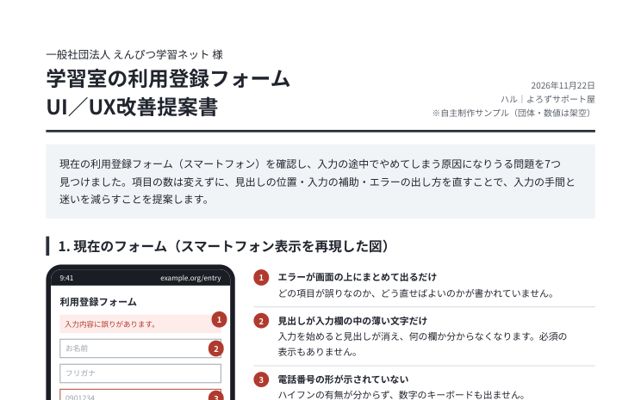 一般社団法人 えんぴつ学習ネット 様
学習室の利用登録フォーム
UI／UX改善提案書
2026年11月22日
ハル｜よろずサポート屋
※自主制作サンプル（団体・数値は架空）
現在の利用登録フォーム（スマートフォン）を確認し、入力の途中でやめてしまう原因になりうる問題を7つ
見つけました。項目の数は変えずに、見出しの位置・入力の補助・エラーの出し方を直すことで、入力の手間と
迷いを減らすことを提案します。
1. 現在のフォーム（スマートフォン表示を再現した図）
9:41 example.org/entry
利用登録フォーム
入力内容に誤りがあります。 1
お名前 2
フリガナ
0901234 3
1 エラーが画面の上にまとめて出るだけ
どの項目が誤りなのか、どう直せばよいのかが書かれていません。
2 見出しが入力欄の中の薄い文字だけ
入力を始めると見出しが消え、何の欄か分からなくなります。必須の
表示もありません。
3 電話番号の形が示されていない
ハイフンの有無が分からず、数字のキーボードも出ません。